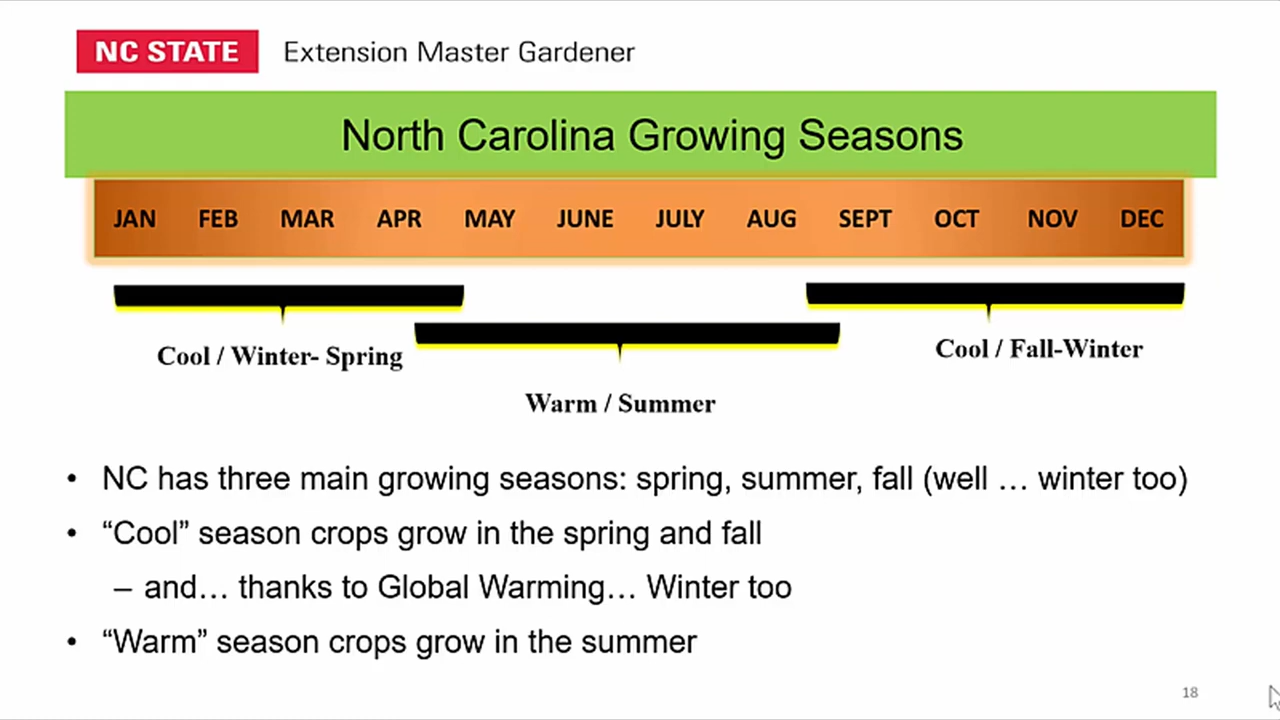 NC STATE Extension Master Gardener
North Carolina Growing Seasons
JAN FEB MAR APR MAY JUNE JULY AUG SEPT OCT NOV DEC
Cool / Winter- Spring
Cool / Fall-Winter
Warm / Summer
• NC has three main growing seasons: spring, summer, fall (well … winter too)
• “Cool” season crops grow in the spring and fall
– and… thanks to Global Warming… Winter too
• “Warm” season crops grow in the summer
18